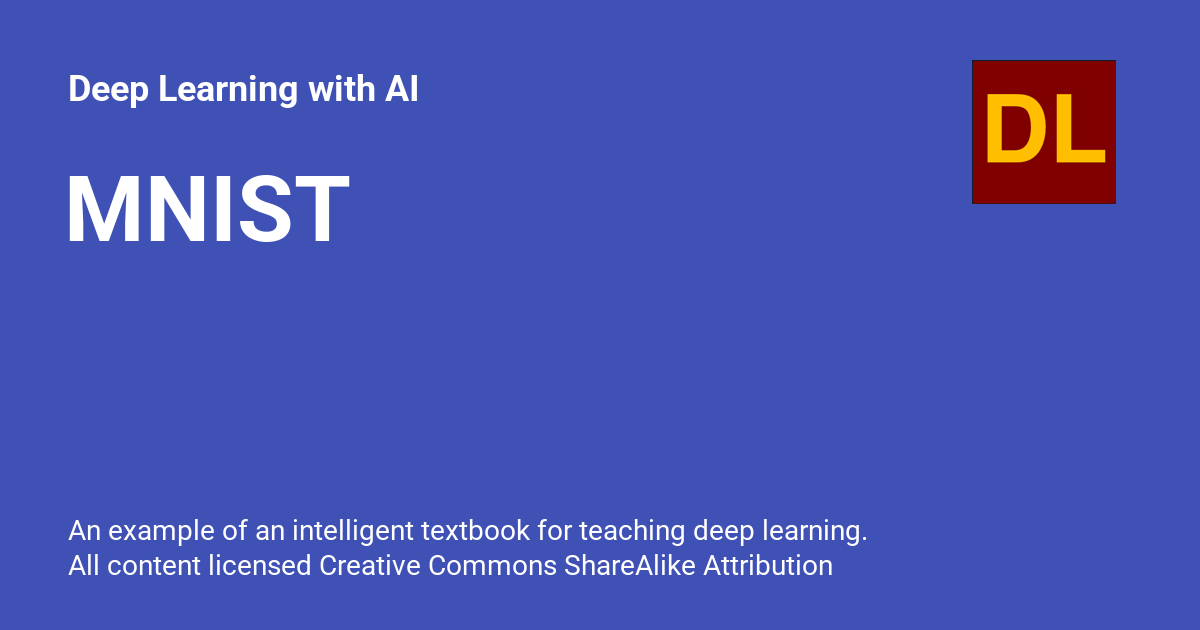 Deep Learning with AI
DL
MNIST
An example of an intelligent textbook for teaching deep learning.
All content licensed Creative Commons ShareAlike Attribution